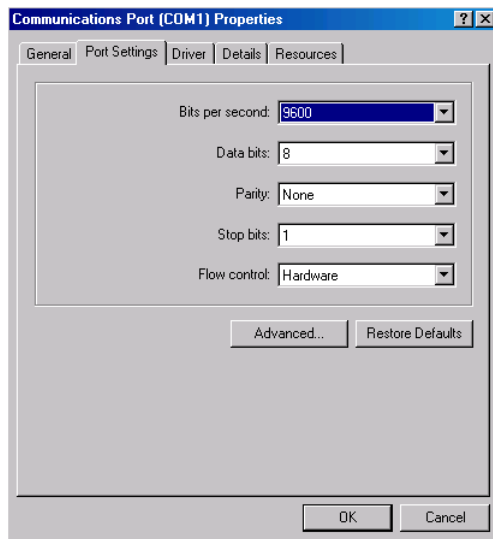 Communications Port (COM1) Properties ? X
General Port Settings Driver Details Resources
Bits per second: 9600
Data bits: 8
Parity: None
Stop bits: 1
Flow control: Hardware
Advanced... Restore Defaults
OK Cancel